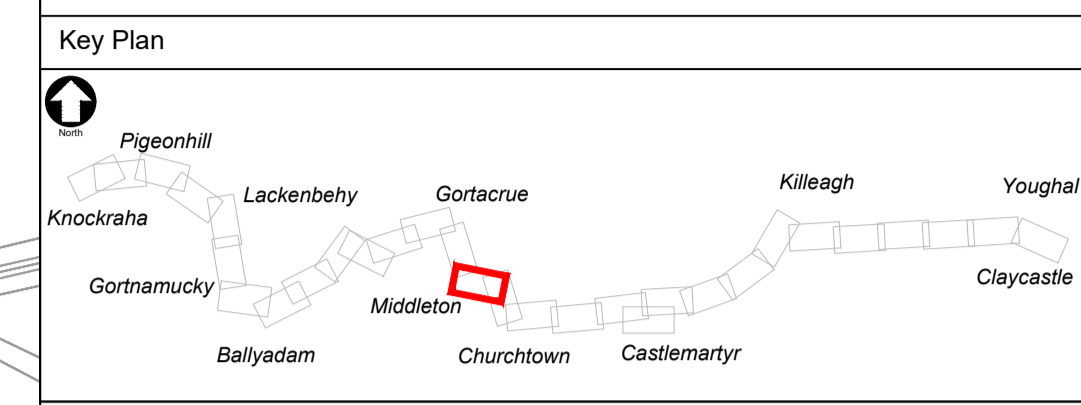 Key Plan
North
Pigeonhill
Killeagh
Youghal
Lackenbehy
Gortacrue
Knockraha
Claycastle
Gortnamucky
Middleton
Ballyadam
Churchtown
Castlemartyr